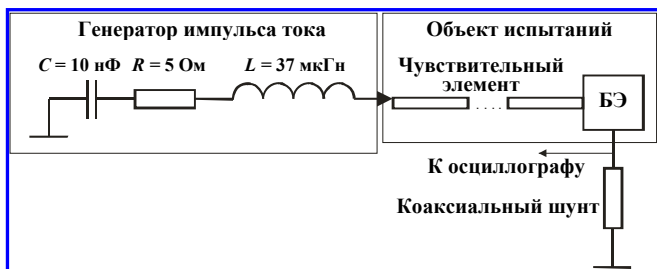 Генератор импульса тока
Объект испытаний
C = 10 нФ R = 5 Ом L = 37 мкГн
Чувствительный
элемент
БЭ
К осциллографу
Коаксиальный шунт